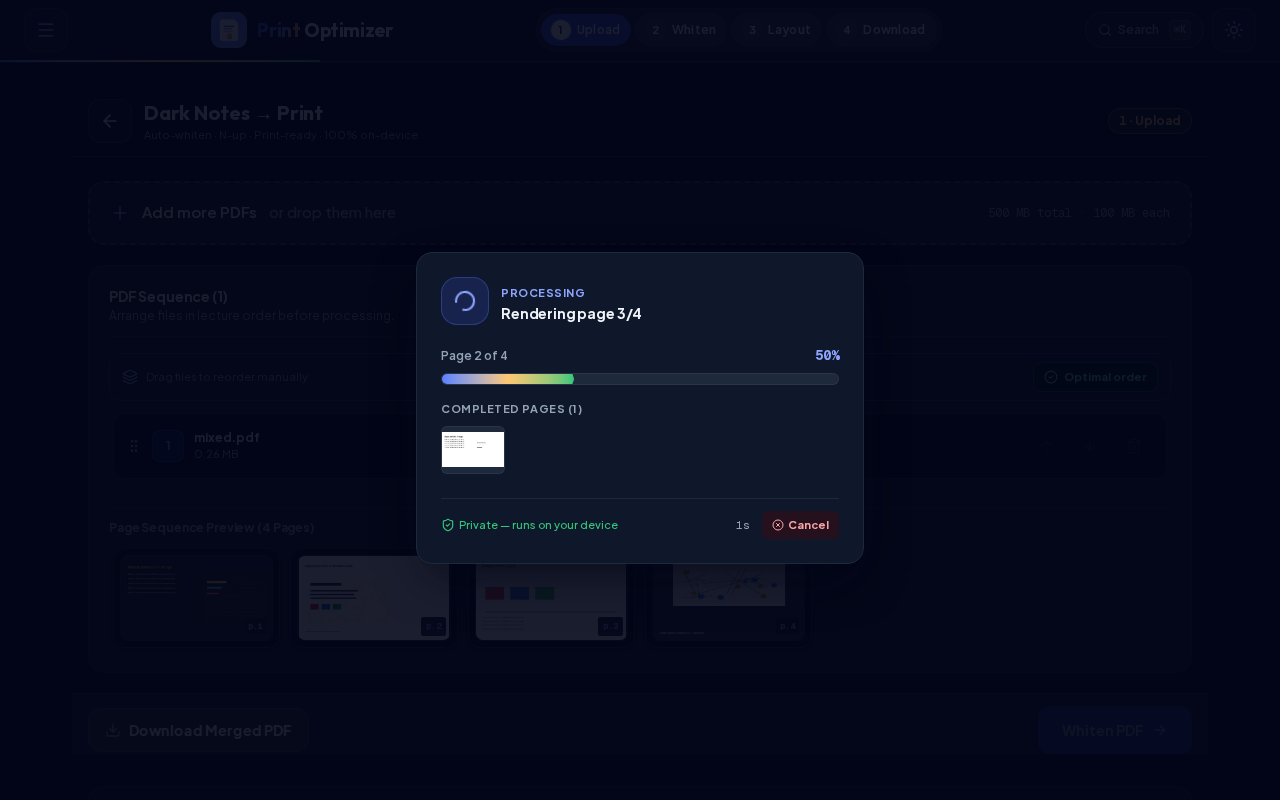 Print Optimizer
1 Upload
2 Whiten
3 Layout
4 Download
Search ⌘K
Dark Notes → Print
Auto-whiten · N-up · Print-ready · 100% on-device
1 · Upload
Add more PDFs or drop them here
500 MB total · 100 MB each
PDF Sequence (1)
Arrange files in lecture order before processing.
Drag files to reorder manually.
Optimal order
1
mixed.pdf
0.26 MB
PROCESSING
Rendering page 3/4
Page 2 of 4
50%
COMPLETED PAGES (1)
Private — runs on your device
1s
Cancel
Page Sequence Preview (4 Pages)
p.1
p.2
p.3
p.4
Download Merged PDF
Whiten PDF →